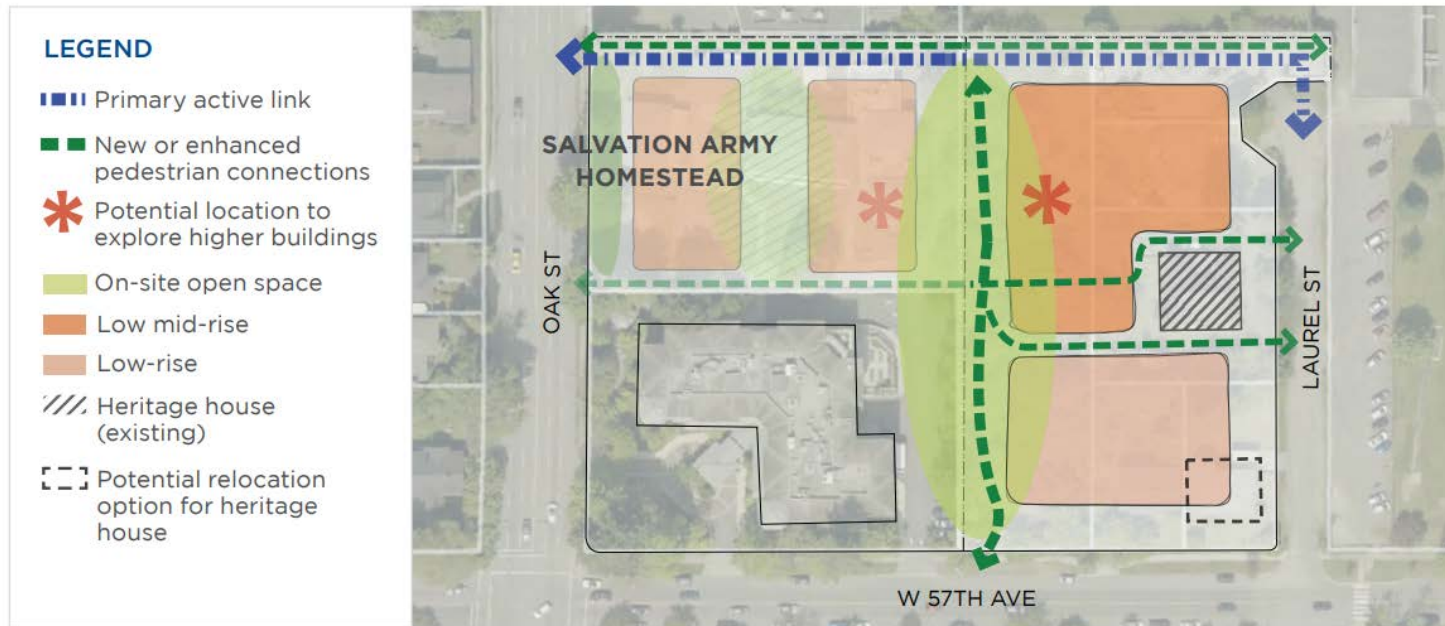 LEGEND
Primary active link
New or enhanced
pedestrian connections
Potential location to
explore higher buildings
On-site open space
Low mid-rise
Low-rise
Heritage house
(existing)
Potential relocation
option for heritage
house
SALVATION ARMY
HOMESTEAD
OAK ST
LAUREL ST
W 57TH AVE